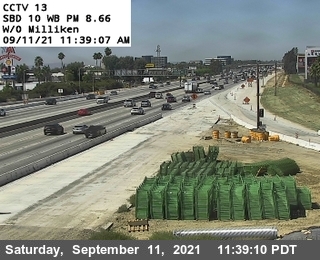 CCTV 13
SBD 10 WB PM 8.66
W/O Milliken
09/11/21 11:39:07 AM
Saturday, September 11, 2021 11:39:10 PDT